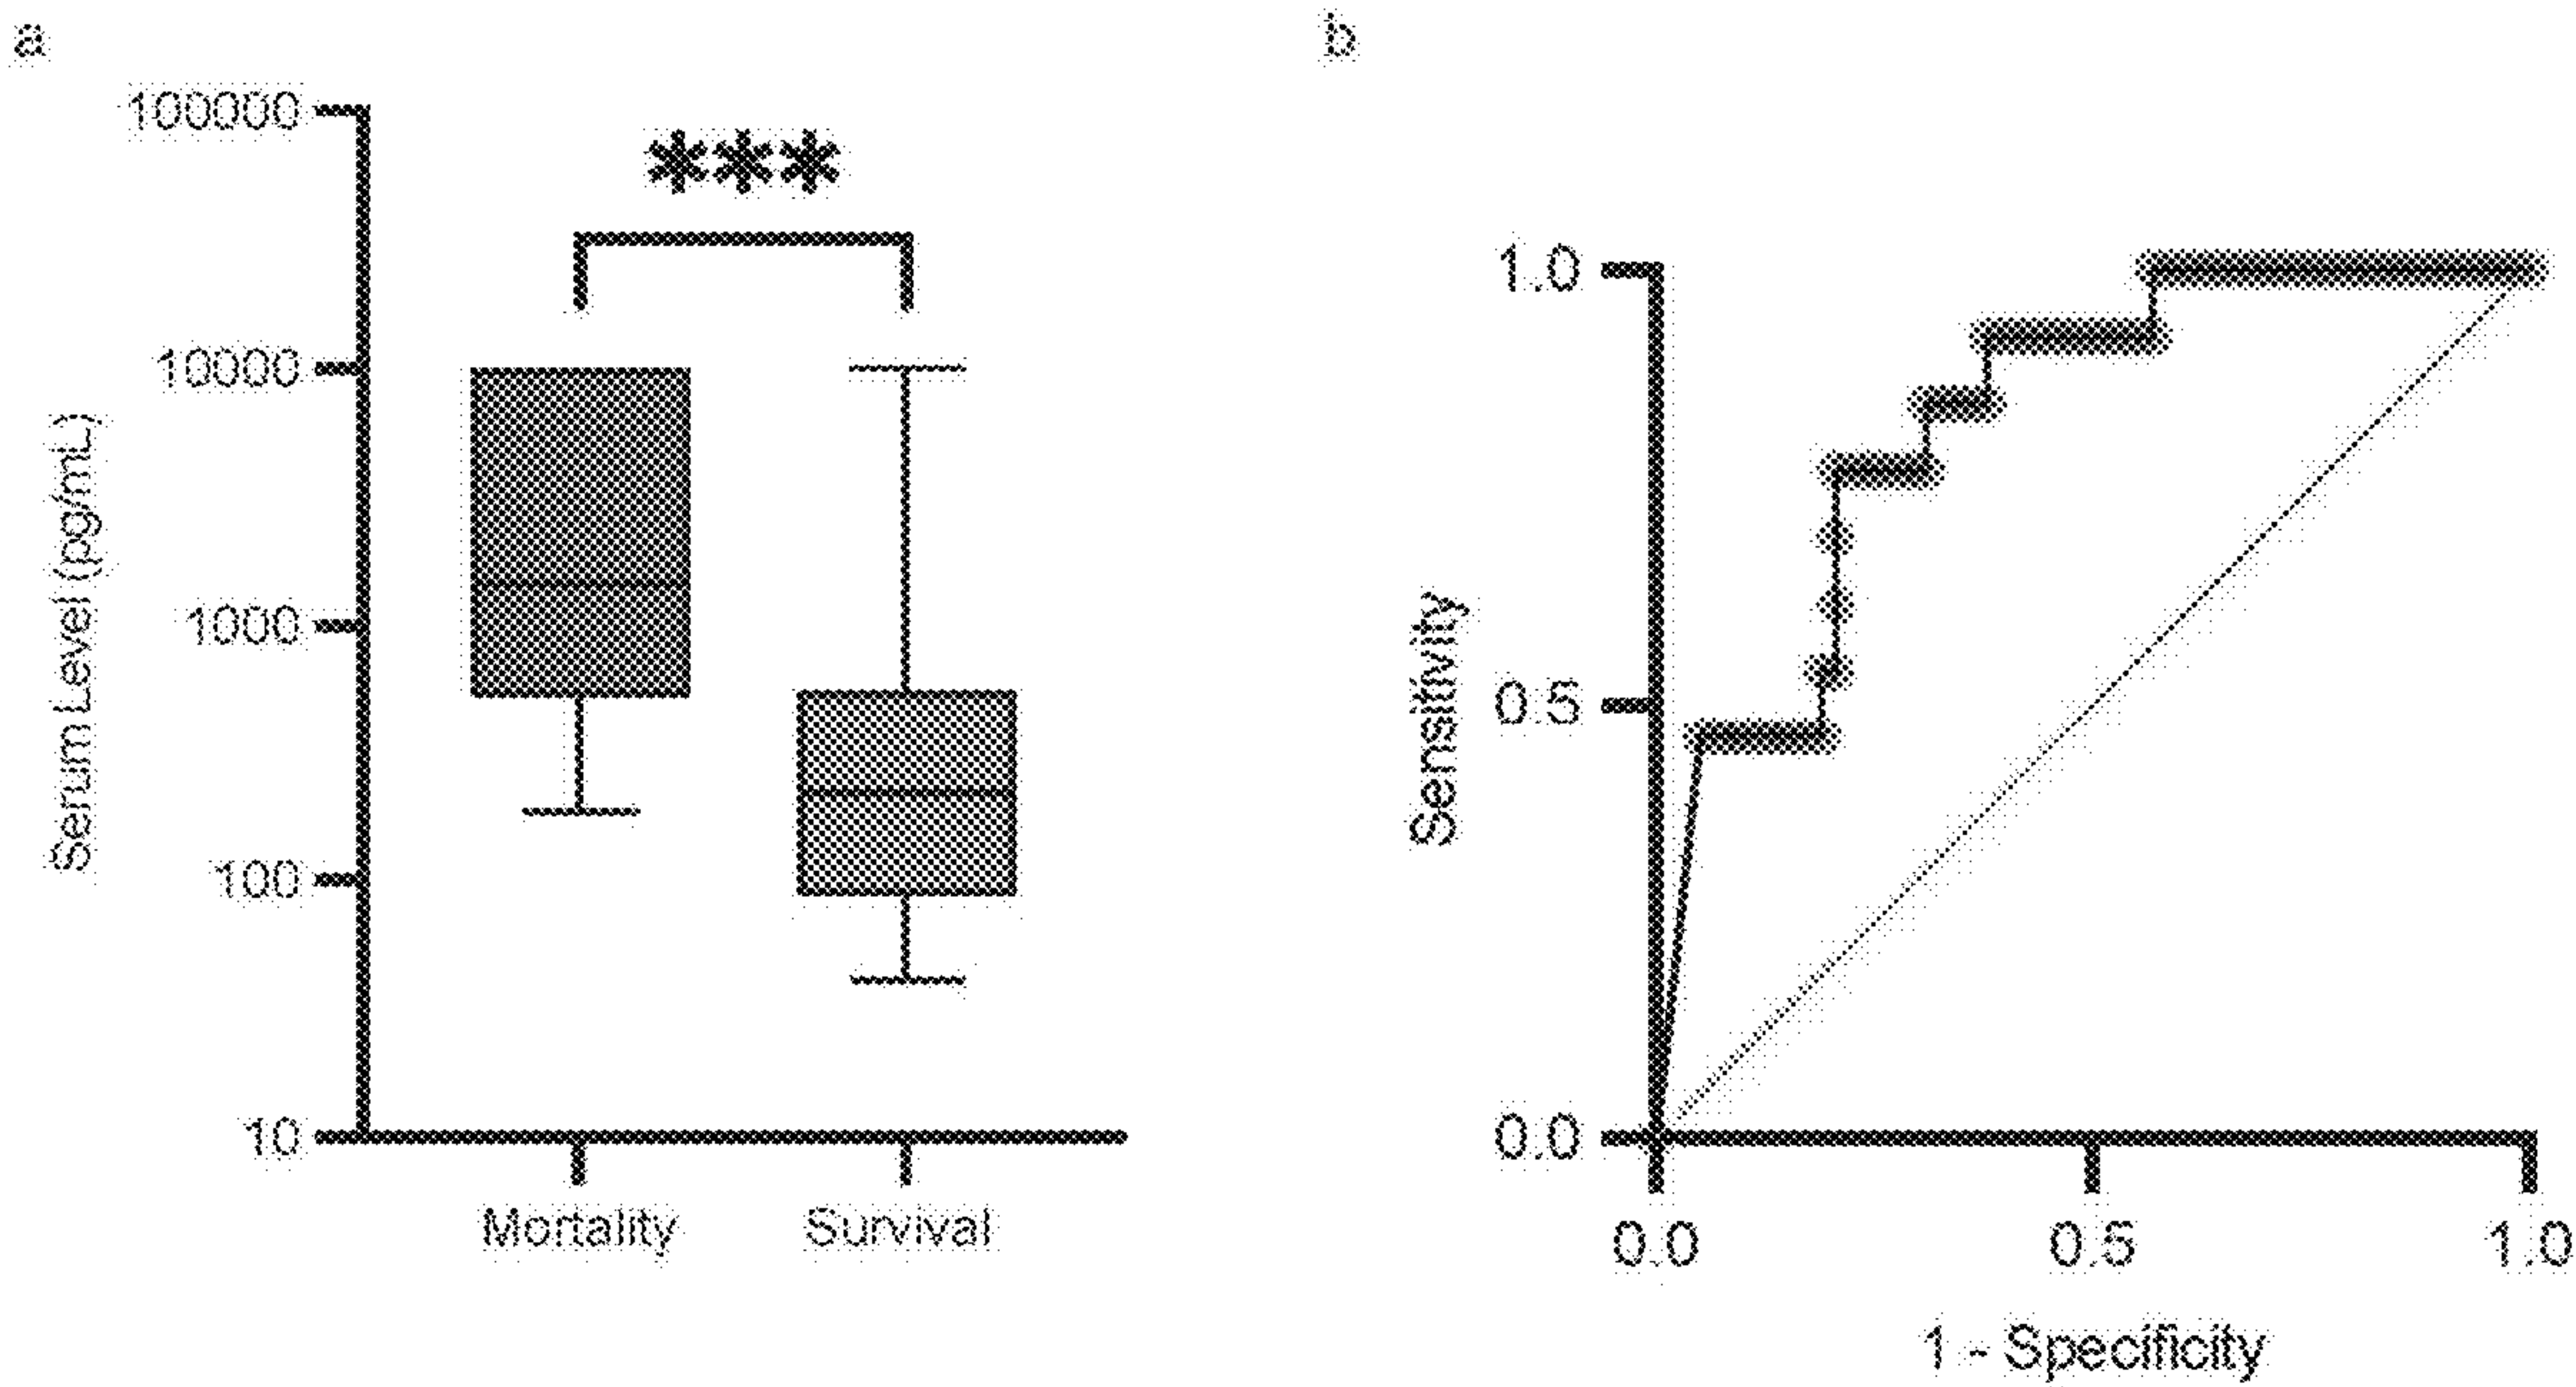 a
100000
***
10000
1000
100
10
Serum Level (pg/mL)
Mortality
Survival
b
1.0
0.5
0.0
Sensitivity
0.0
0.5
1.0
1 - Specificity